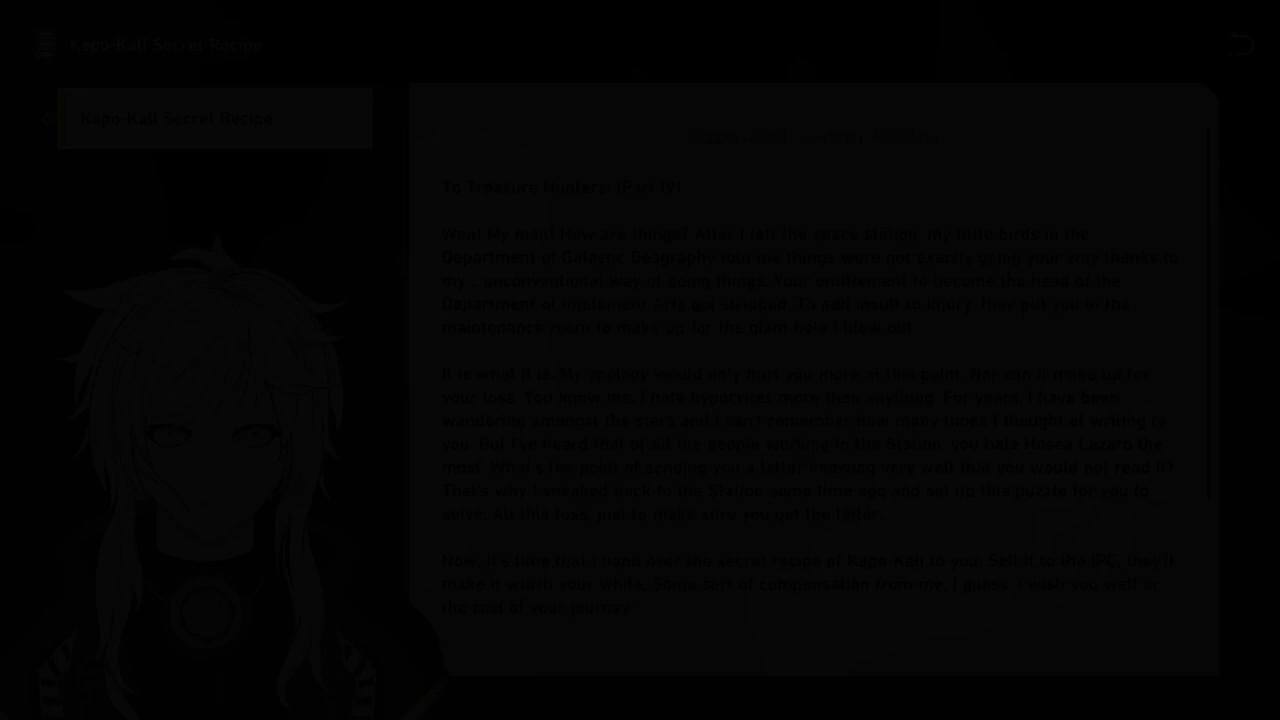 Kapo-Kali Secret Recipe
Kapo-Kali Secret Recipe
Kapo-Kali Secret Recipe
To Treasure Hunters: (Part IV)
Wen! My man! How are things? After I left the space station, my little birds in the
Department of Galactic Geography told me things were not exactly going your way thanks to
my... unconventional way of doing things. Your entitlement to become the head of the
Department of Implement Arts got stripped. To add insult to injury, they put you in the
maintenance room to make up for the giant hole I blew out.
It is what it is. My apology would only hurt you more at this point. Nor can it make up for
your loss. You know me, I hate hypocrites more than anything. For years, I have been
wandering amongst the stars and I can't remember how many times I thought of writing to
you. But I've heard that of all the people working in the Station, you hate Hosea Lazaro the
most. What's the point of sending you a letter knowing very well that you would not read it?
That's why I sneaked back to the Station some time ago and set up this puzzle for you to
solve. All this fuss, just to make sure you got the letter.
Now, it's time that I hand over the secret recipe of Kapo-Kali to you. Sell it to the IPC, they'll
make it worth your while. Some sort of compensation from me, I guess. I wish you well in
the rest of your journey.